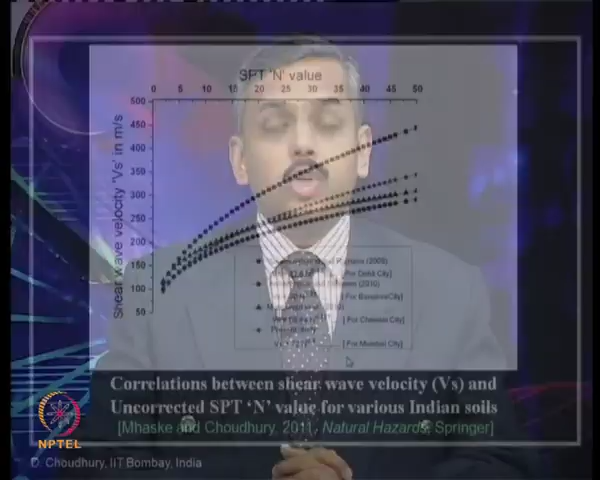 SPT 'N' value
0 5 10 15 20 25 30 35 40 45 50
500
450
400
350
300
250
200
150
100
50
Shear wave velocity 'Vs' in m/s
(2005)
[For Delhi City]
(2010)
[For Chennai City]
[For Mumbai City]
Correlations between shear wave velocity (Vs) and
Uncorrected SPT 'N' value for various Indian soils
[Mhaske and Choudhury, 2011, Natural Hazards, Springer]
NPTEL
D. Choudhury, IIT Bombay, India